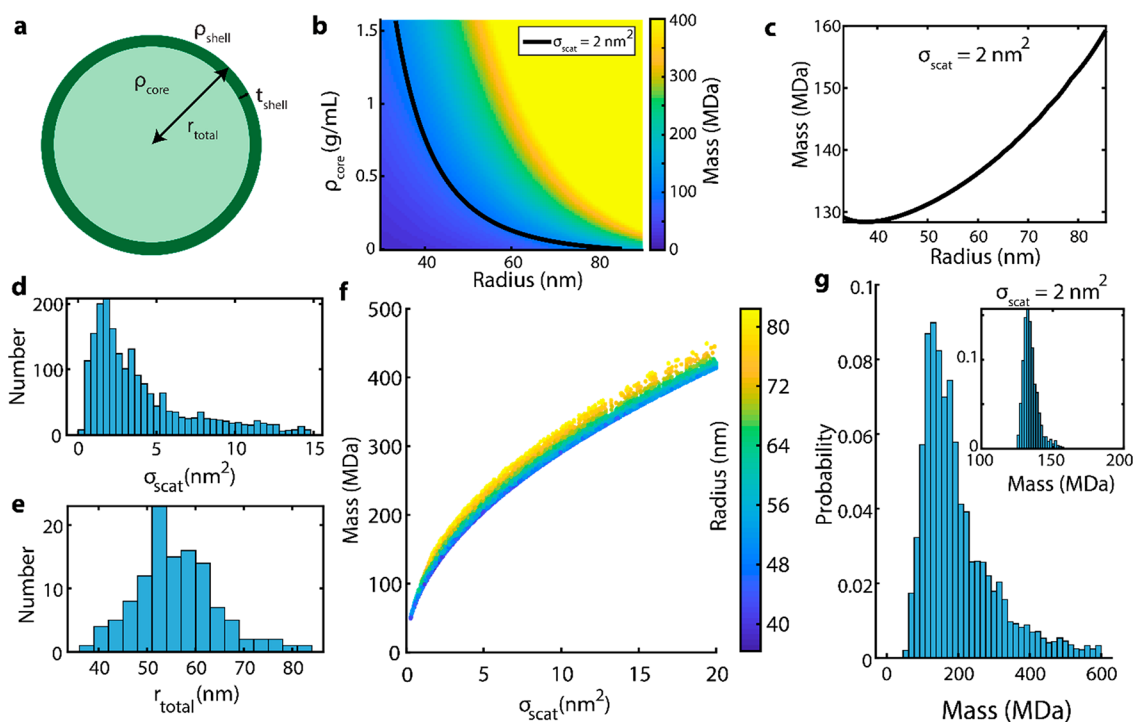 a
ρshell
ρcore
tshell
rtotal
b
σscat = 2 nm²
ρcore (g/mL)
1.5
1
0.5
0
40
60
80
Radius (nm)
400
300
200
100
0
Mass (MDa)
c
σscat = 2 nm²
Mass (MDa)
160
150
140
130
40
50
60
70
80
Radius (nm)
d
Number
200
100
0
0
5
10
15
σscat(nm²)
e
Number
20
10
0
40
50
60
70
80
rtotal(nm)
f
Mass (MDa)
500
400
300
200
100
0
0
5
10
15
20
σscat(nm²)
Radius (nm)
80
72
64
56
48
40
g
σscat = 2 nm²
Probability
0.1
0.08
0.06
0.04
0.02
0
0
200
400
600
Mass (MDa)
0.1
0
100
150
200
Mass (MDa)